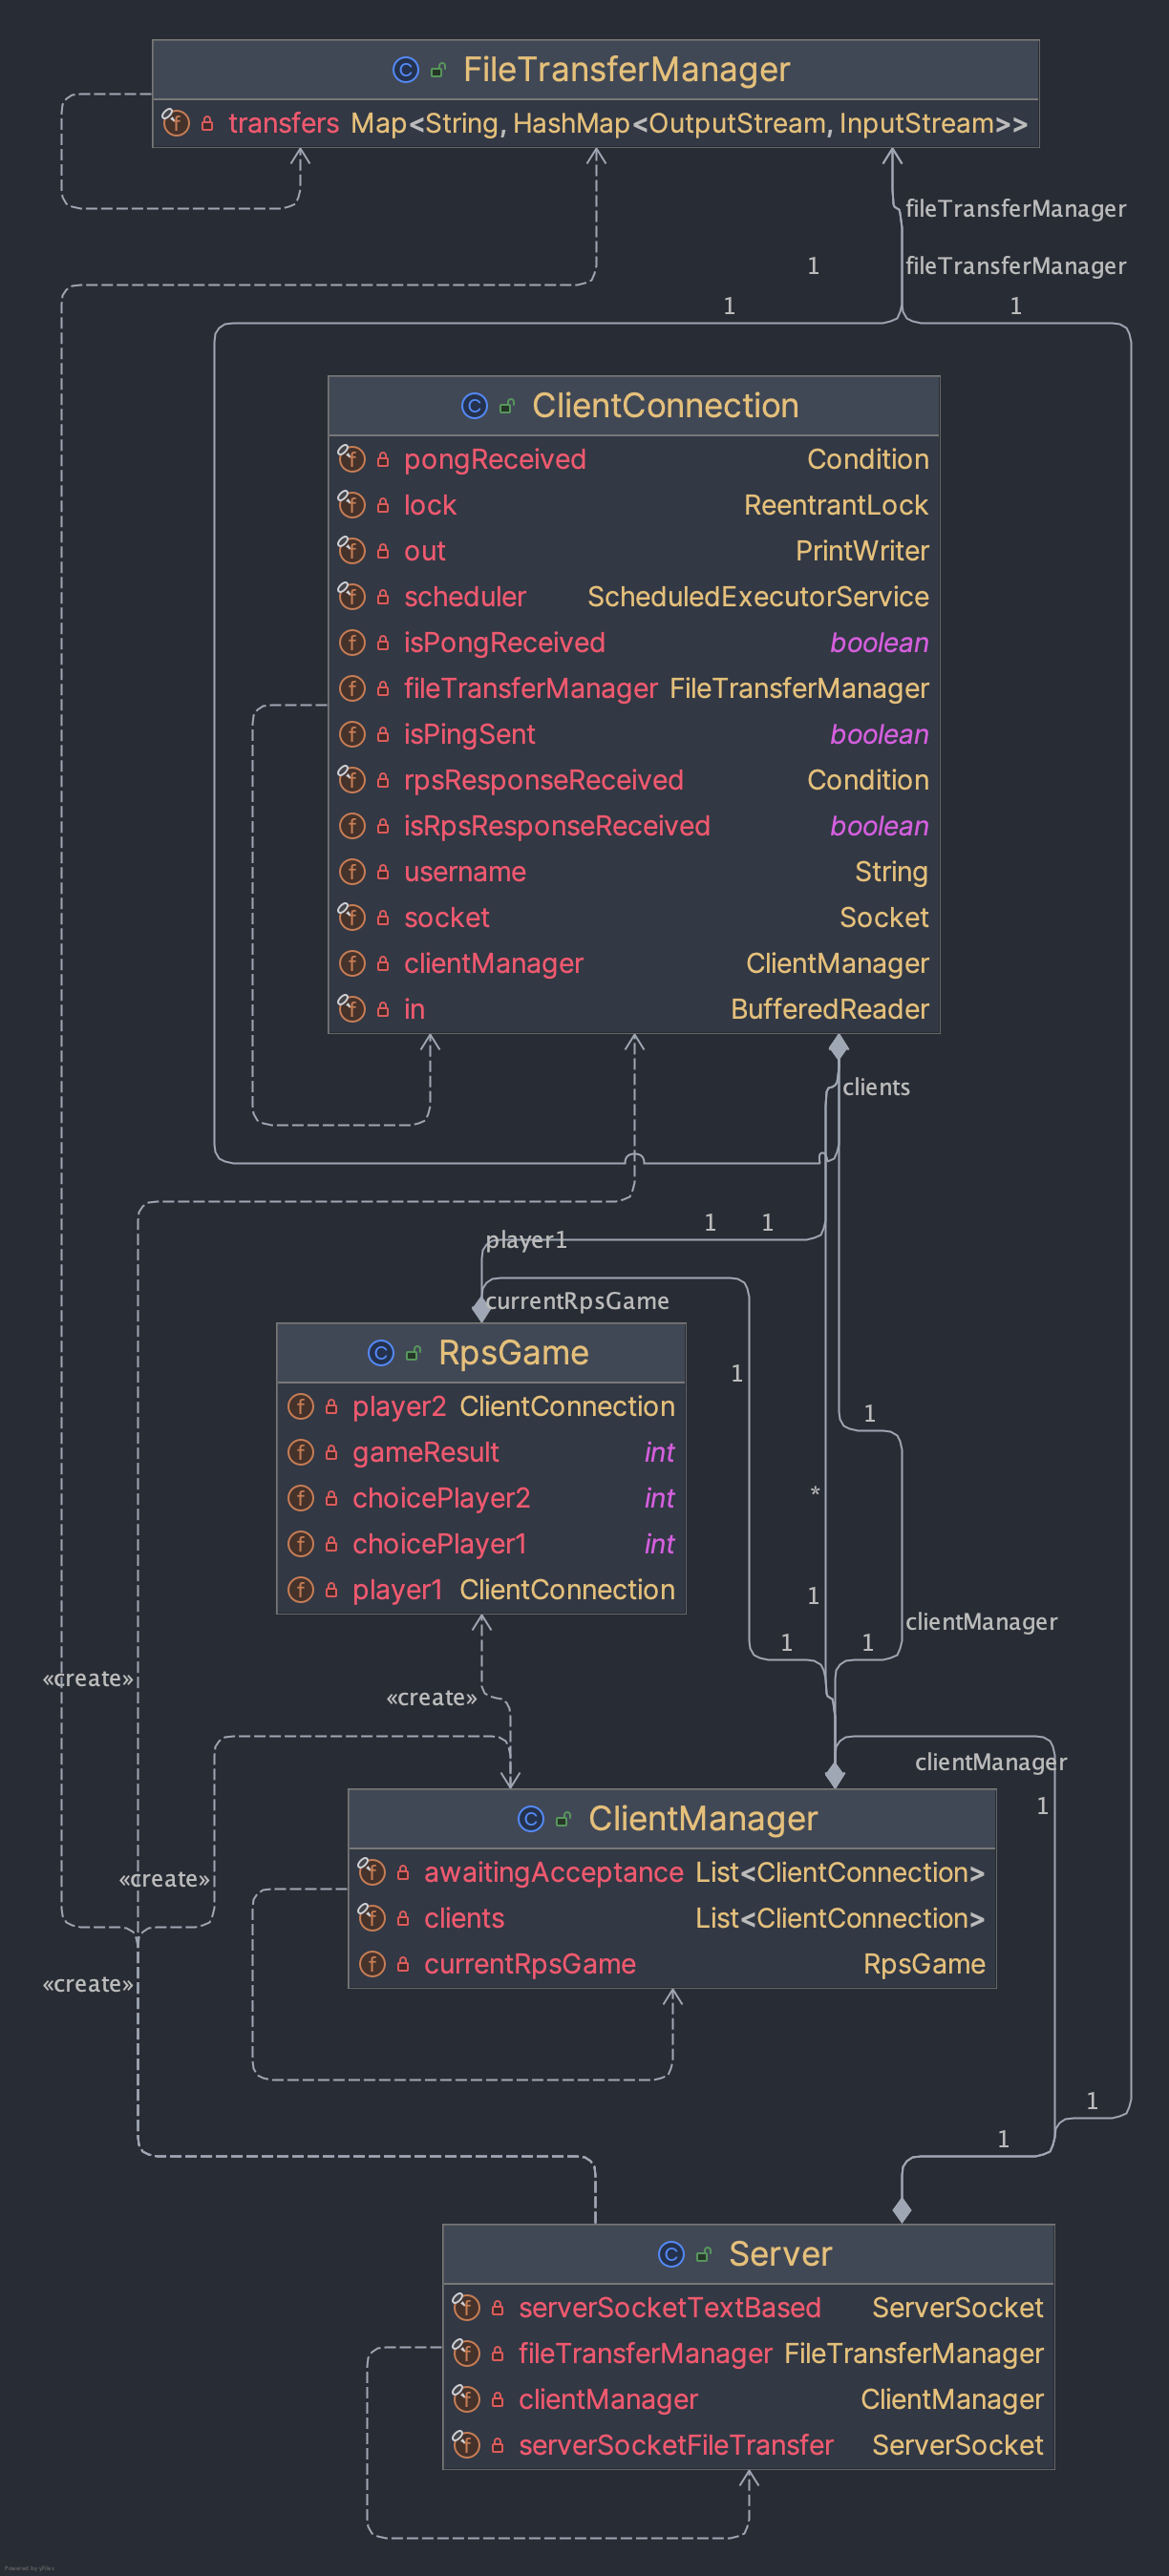 FileTransferManager
transfers Map<String, HashMap<OutputStream, InputStream>>
fileTransferManager
1 fileTransferManager
1 1
ClientConnection
pongReceived Condition
lock ReentrantLock
out PrintWriter
scheduler ScheduledExecutorService
isPongReceived boolean
fileTransferManager FileTransferManager
isPingSent boolean
rpsResponseReceived Condition
isRpsResponseReceived boolean
username String
socket Socket
clientManager ClientManager
in BufferedReader
clients
1 1
player1
currentRpsGame
RpsGame
1
player2 ClientConnection
1
gameResult int
*
choicePlayer2 int
choicePlayer1 int
player1 ClientConnection
1
clientManager
1 1
«create»
«create»
clientManager
1
ClientManager
awaitingAcceptance List<ClientConnection>
«create»
clients List<ClientConnection>
currentRpsGame RpsGame
«create»
1
1
Server
serverSocketTextBased ServerSocket
fileTransferManager FileTransferManager
clientManager ClientManager
serverSocketFileTransfer ServerSocket
Powered by yFiles